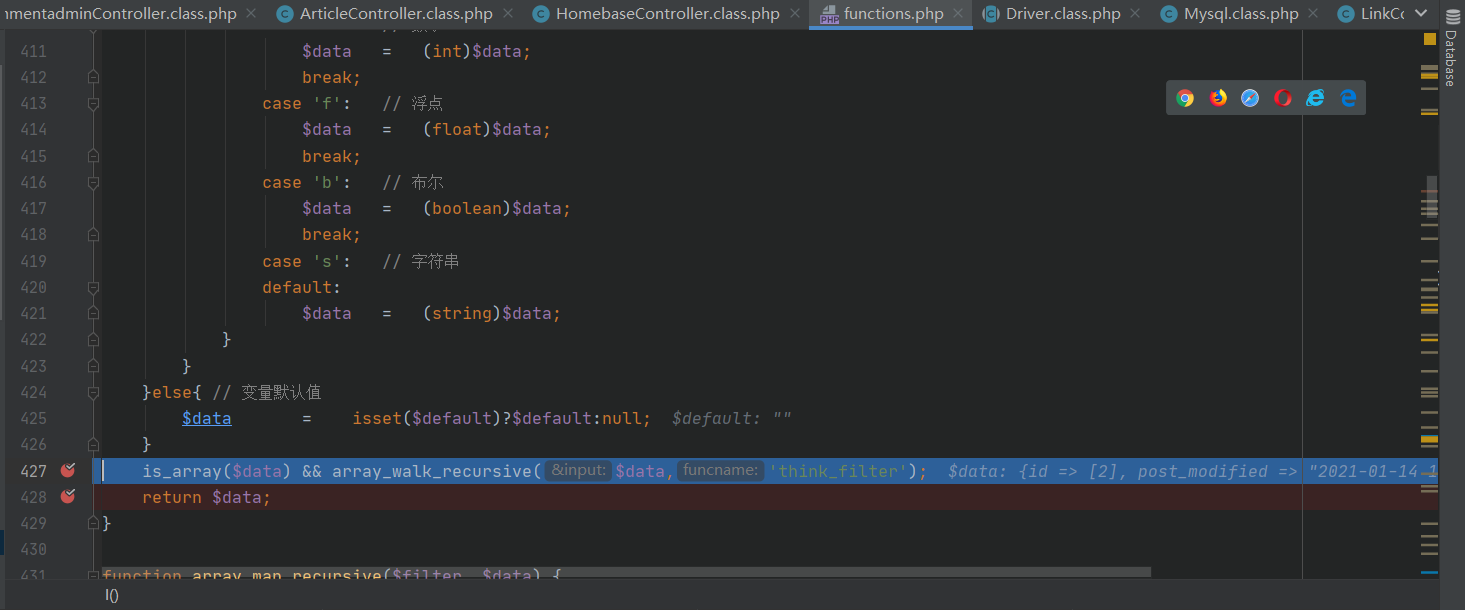 nmentadminController.class.php ArticleController.class.php HomebaseController.class.php functions.php Driver.class.php Mysql.class.php LinkCo
Database
411 $data = (int)$data;
412 break;
413 case 'f': // 浮点
414 $data = (float)$data;
415 break;
416 case 'b': // 布尔
417 $data = (boolean)$data;
418 break;
419 case 's': // 字符串
420 default:
421 $data = (string)$data;
422 }
423 }
424 }else{ // 变量默认值
425 $data = isset($default)?$default:null; $default: ""
426 }
427 is_array($data) && array_walk_recursive( &input: $data, funcname: 'think_filter'); $data: {id => [2], post_modified => "2021-01-14 1
428 return $data;
429 }
430
431 function array_map_recursive($filter, $data) {
I()